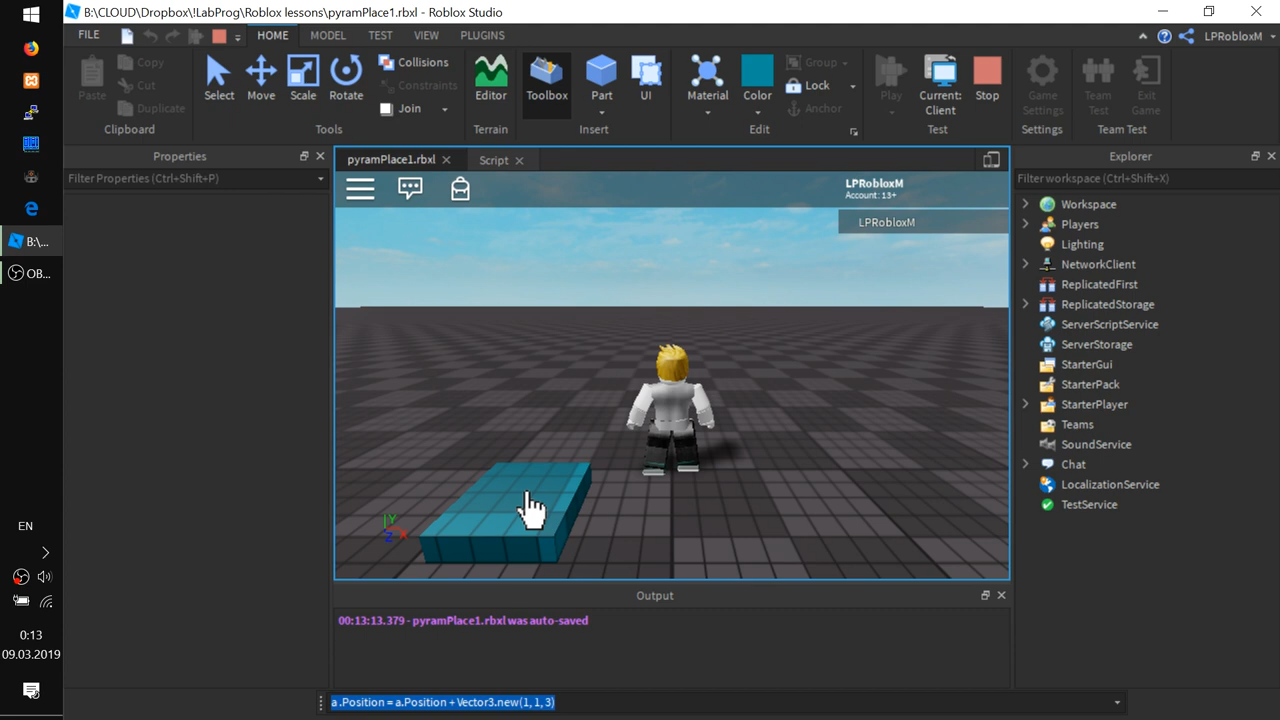 B:\CLOUD\Dropbox\!LabProg\Roblox lessons\pyramPlace1.rbxl - Roblox Studio
FILE HOME MODEL TEST VIEW PLUGINS LPRobloxM
Paste Copy Cut Duplicate
Clipboard
Select Move Scale Rotate Collisions Constraints Join
Tools
Editor
Terrain
Toolbox Part UI
Insert
Material Color Group Lock Anchor
Edit
Play Current: Client Stop
Test
Game Settings
Settings
Team Test Exit Game
Team Test
Properties
Filter Properties (Ctrl+Shift+P)
pyramPlace1.rbxl Script
LPRobloxM
Account: 13+
LPRobloxM
Y
Z X
Explorer
Filter workspace (Ctrl+Shift+X)
Workspace
Players
Lighting
NetworkClient
ReplicatedFirst
ReplicatedStorage
ServerScriptService
ServerStorage
StarterGui
StarterPack
StarterPlayer
Teams
SoundService
Chat
LocalizationService
TestService
Output
00:13:13.379 - pyramPlace1.rbxl was auto-saved
a .Position = a.Position + Vector3.new(1, 1, 3)
B:\...
OB...
EN
0:13
09.03.2019